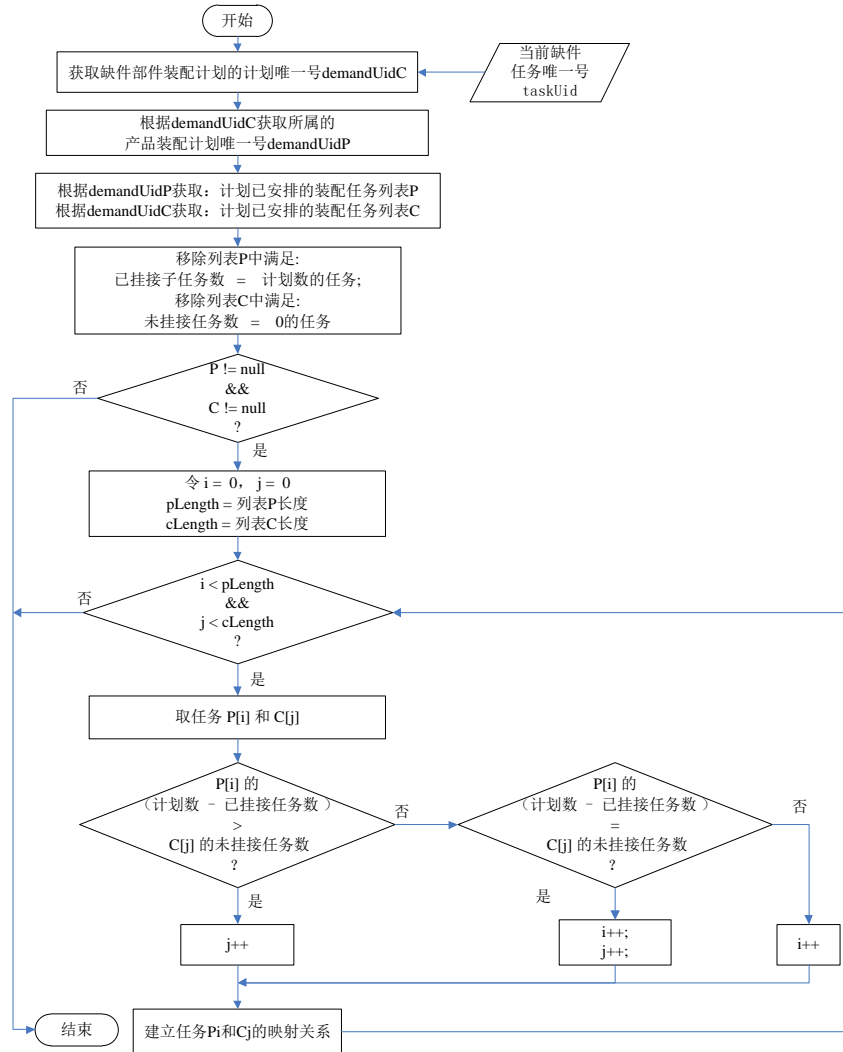 开始
获取缺件部件装配计划的计划唯一号demandUidC
当前缺件
任务唯一号
taskUid
根据demandUidC获取所属的
产品装配计划唯一号demandUidP
根据demandUidP获取：计划已安排的装配任务列表P
根据demandUidC获取：计划已安排的装配任务列表C
移除列表P中满足:
已挂接子任务数 = 计划数的任务;
移除列表C中满足:
未挂接任务数 = 0的任务
P != null
&&
C != null
?
否
是
令 i = 0， j = 0
pLength = 列表P长度
cLength = 列表C长度
i < pLength
&&
j < cLength
?
否
是
取任务 P[i] 和 C[j]
P[i] 的
（计划数 - 已挂接任务数）
>
C[j] 的未挂接任务数
?
否
是
P[i] 的
（计划数 - 已挂接任务数）
=
C[j] 的未挂接任务数
?
否
是
j++
i++;
j++;
i++
建立任务Pi和Cj的映射关系
结束